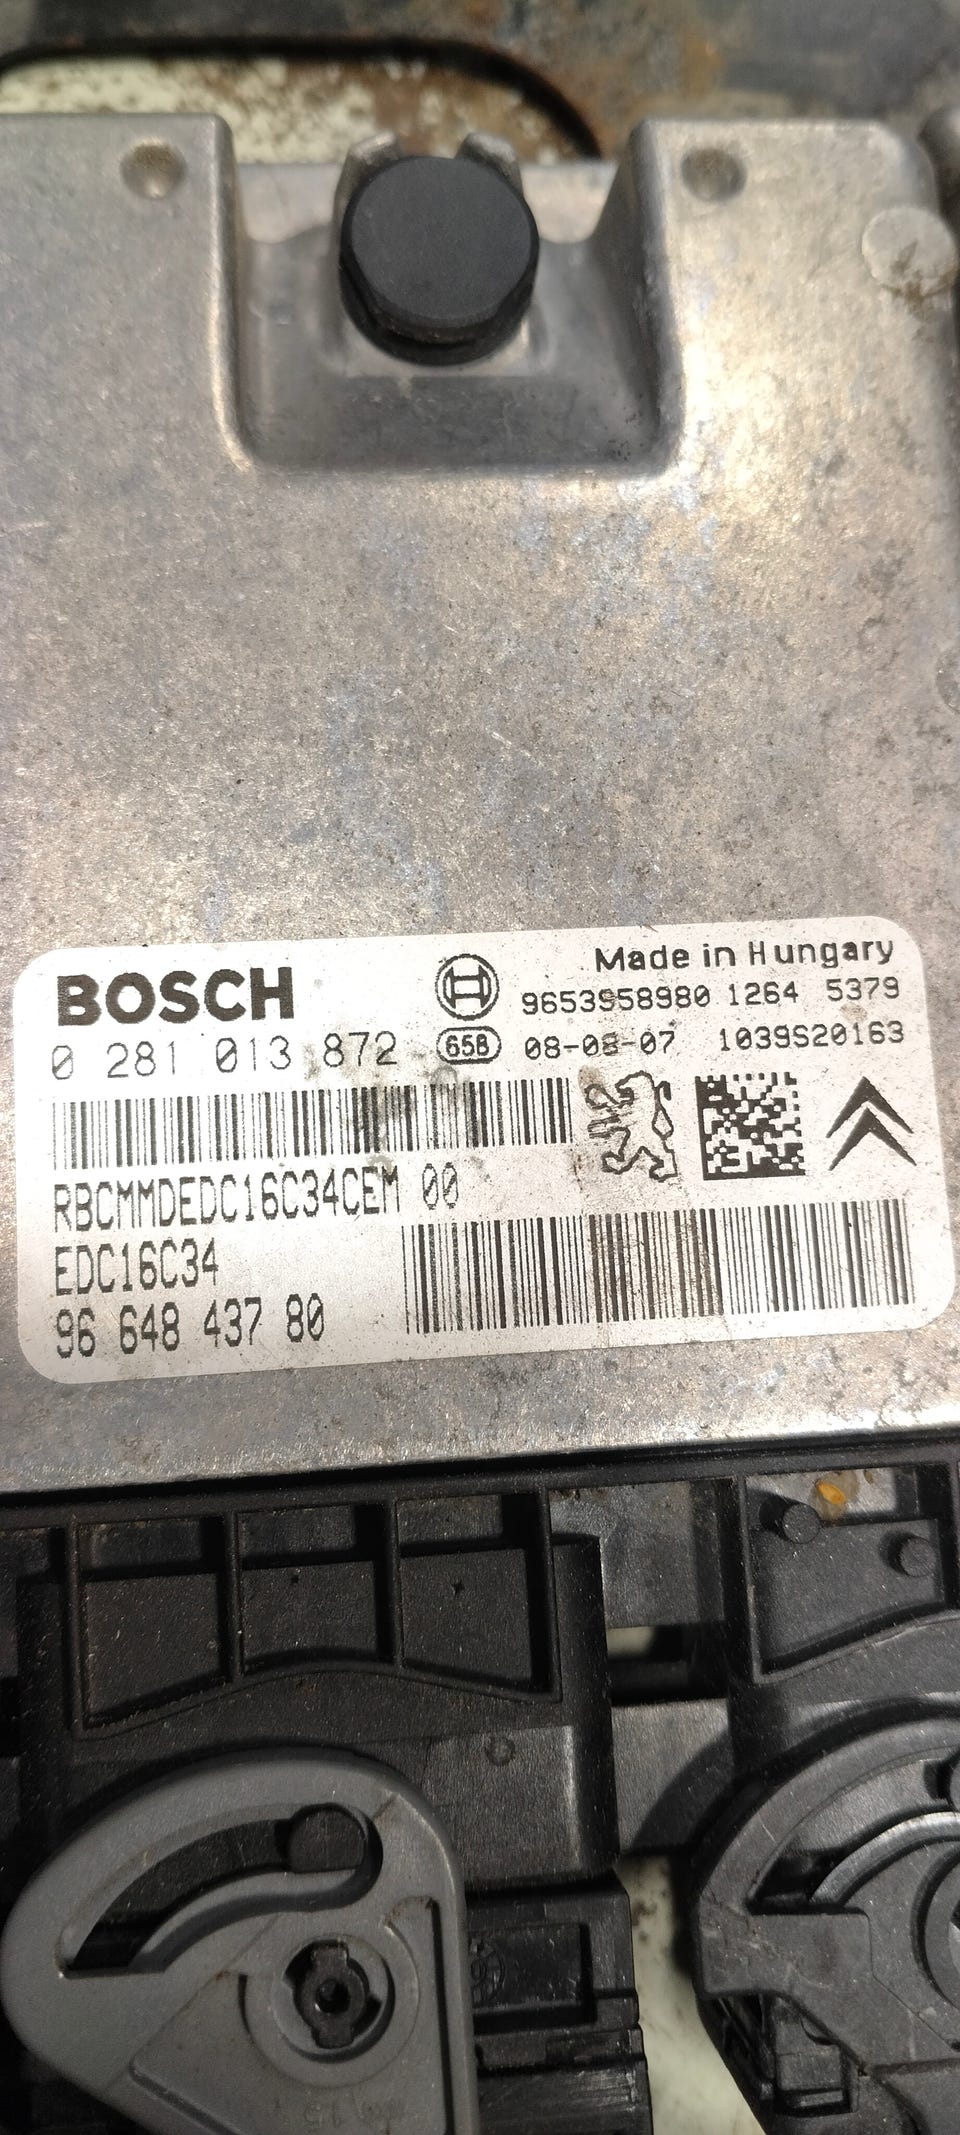 BOSCH
Made in Hungary
9653958980 1264 5379
0 281 013 872
658 08-08-07 1039S20163
RBCMMDEDC16C34CEM 00
EDC16C34
96 648 437 80